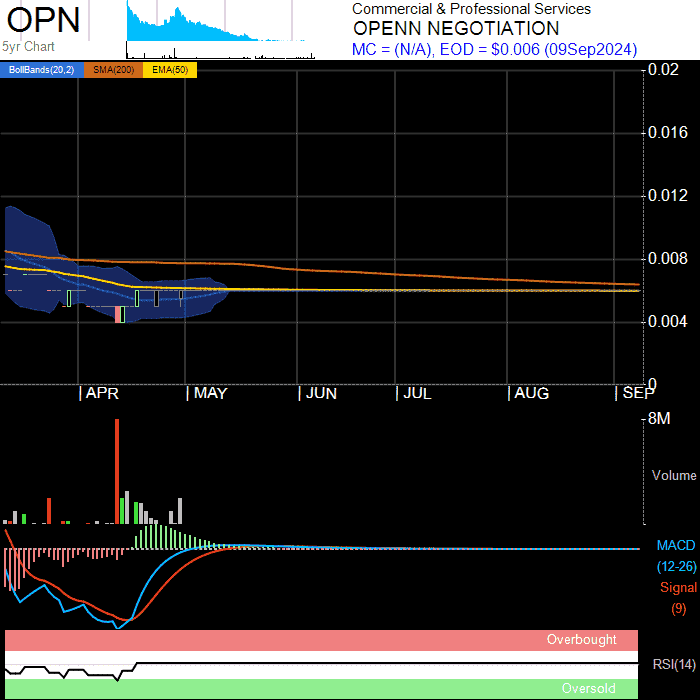 OPN
5yr Chart
Commercial & Professional Services
OPENN NEGOTIATION
MC = (N/A), EOD = $0.006 (09Sep2024)
BollBands(20,2) SMA(200) EMA(50)
0.02
0.016
0.012
0.008
0.004
0
APR MAY JUN JUL AUG SEP
8M
Volume
MACD
(12-26)
Signal
(9)
Overbought
RSI(14)
Oversold